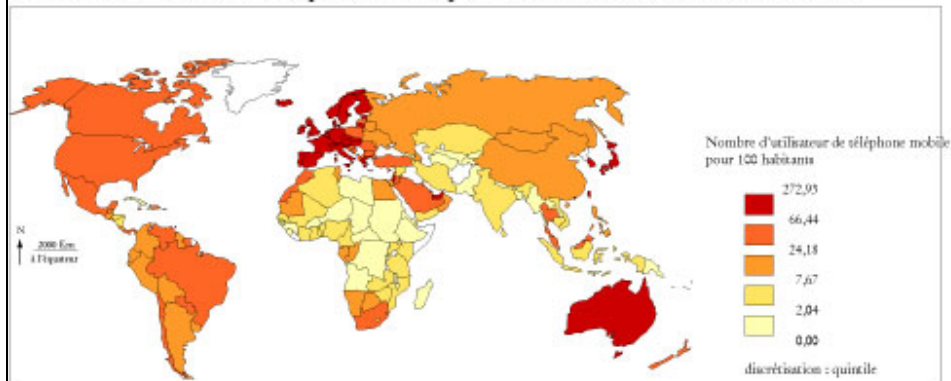 Nombre d'utilisateur de téléphone mobile
pour 100 habitants
272,93
66,44
24,18
7,67
2,04
0,00
discrétisation : quintile
N
2000 Km
à l'équateur